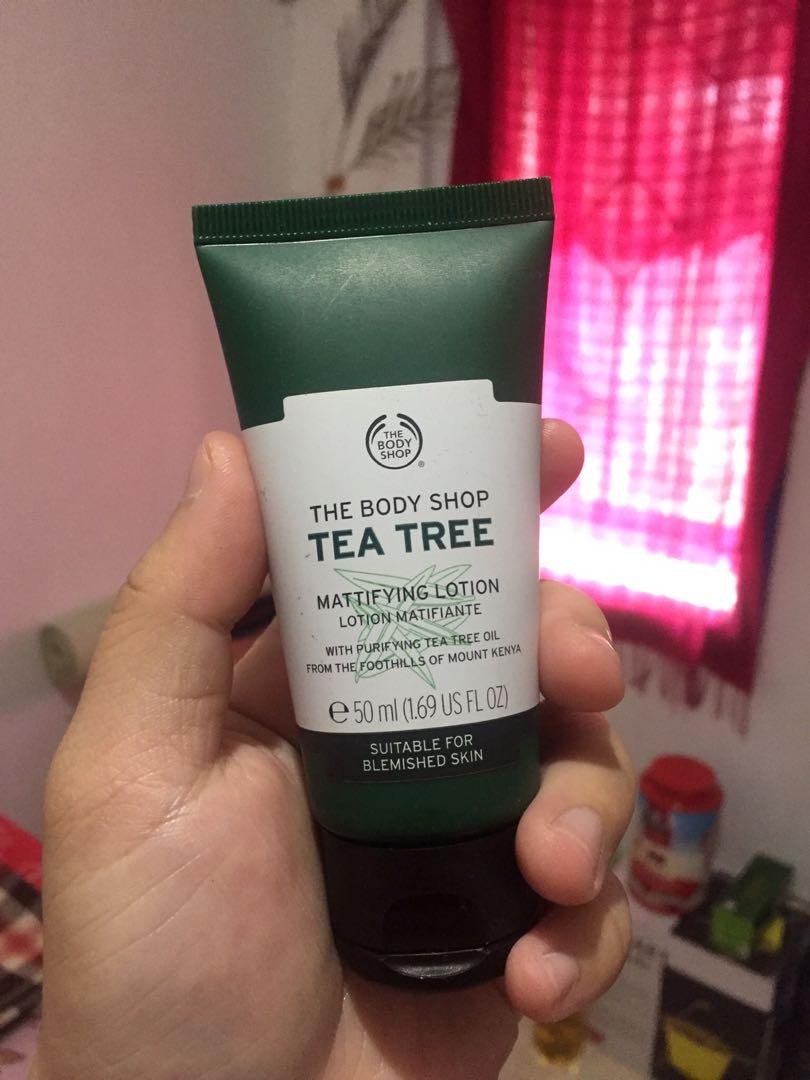 THE
BODY
SHOP
®
THE BODY SHOP
TEA TREE
MATTIFYING LOTION
LOTION MATIFIANTE
WITH PURIFYING TEA TREE OIL
FROM THE FOOTHILLS OF MOUNT KENYA
℮ 50 ml (1.69 US FL OZ)
SUITABLE FOR
BLEMISHED SKIN